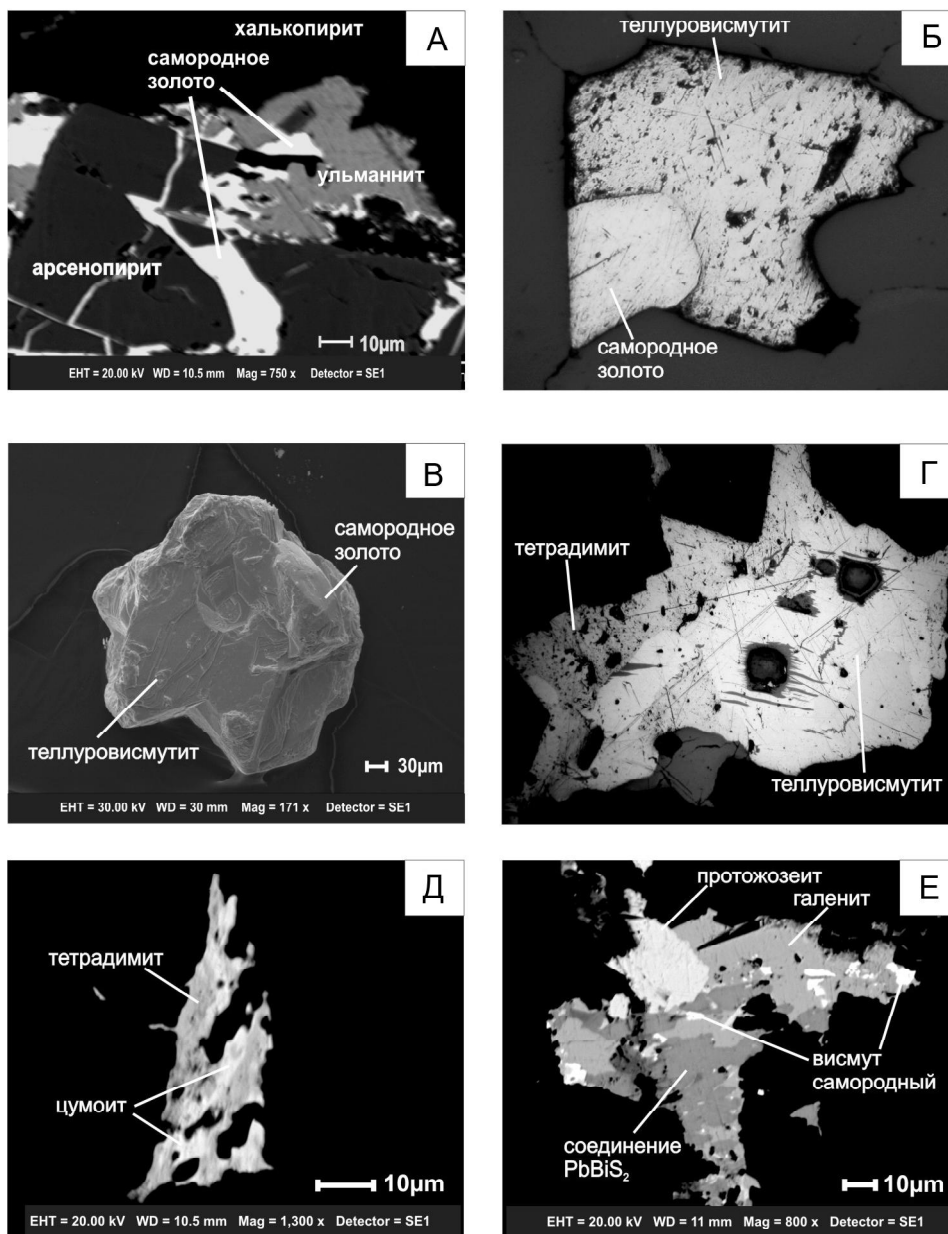 халькопирит
А
самородное
золото
ульманнит
арсенопирит
10µm
EHT = 20.00 kV WD = 10.5 mm Mag = 750 x Detector = SE1
теллуровисмутит
Б
самородное
золото
В
самородное
золото
теллуровисмутит
30µm
EHT = 30.00 kV WD = 30 mm Mag = 171 x Detector = SE1
Г
тетрадимит
теллуровисмутит
Д
тетрадимит
цумоит
10µm
EHT = 20.00 kV WD = 10.5 mm Mag = 1,300 x Detector = SE1
протожозеит
Е
галенит
висмут
самородный
соединение
PbBiS₂
10µm
EHT = 20.00 kV WD = 11 mm Mag = 800 x Detector = SE1